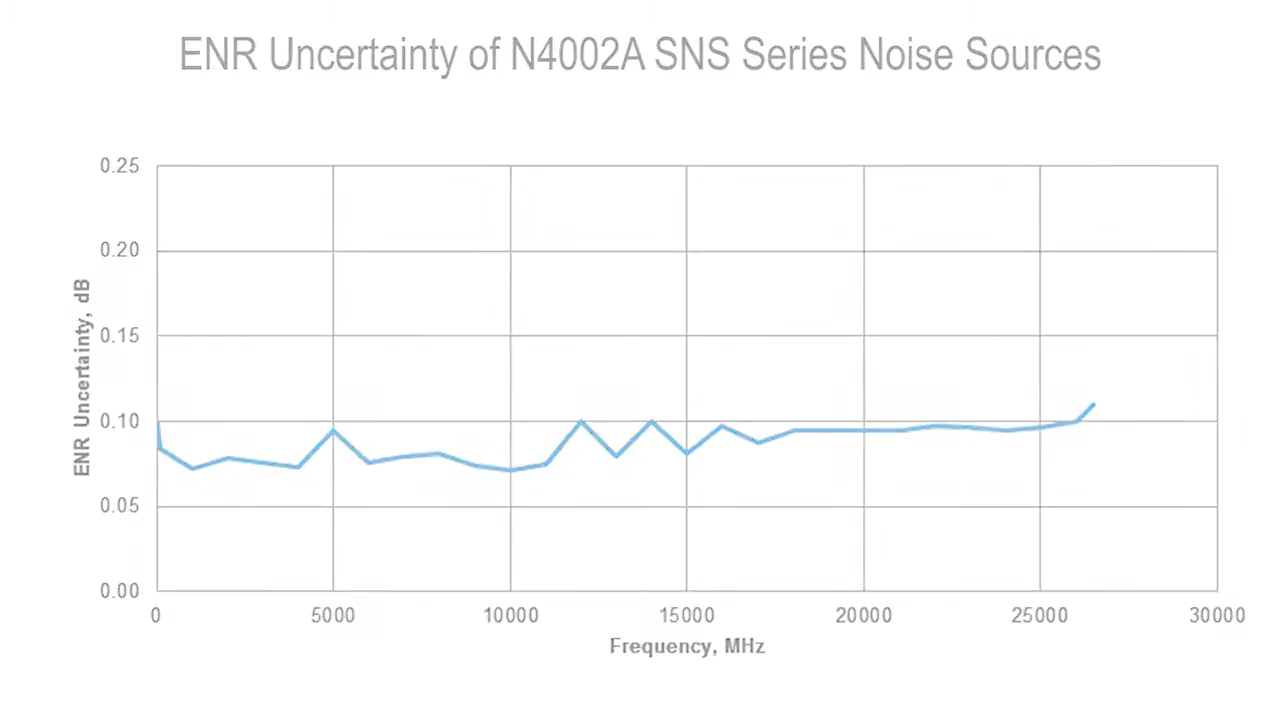 ENR Uncertainty of N4002A SNS Series Noise Sources
0.25
0.20
0.15
0.10
0.05
0.00
ENR Uncertainty, dB
0 5000 10000 15000 20000 25000 30000
Frequency, MHz